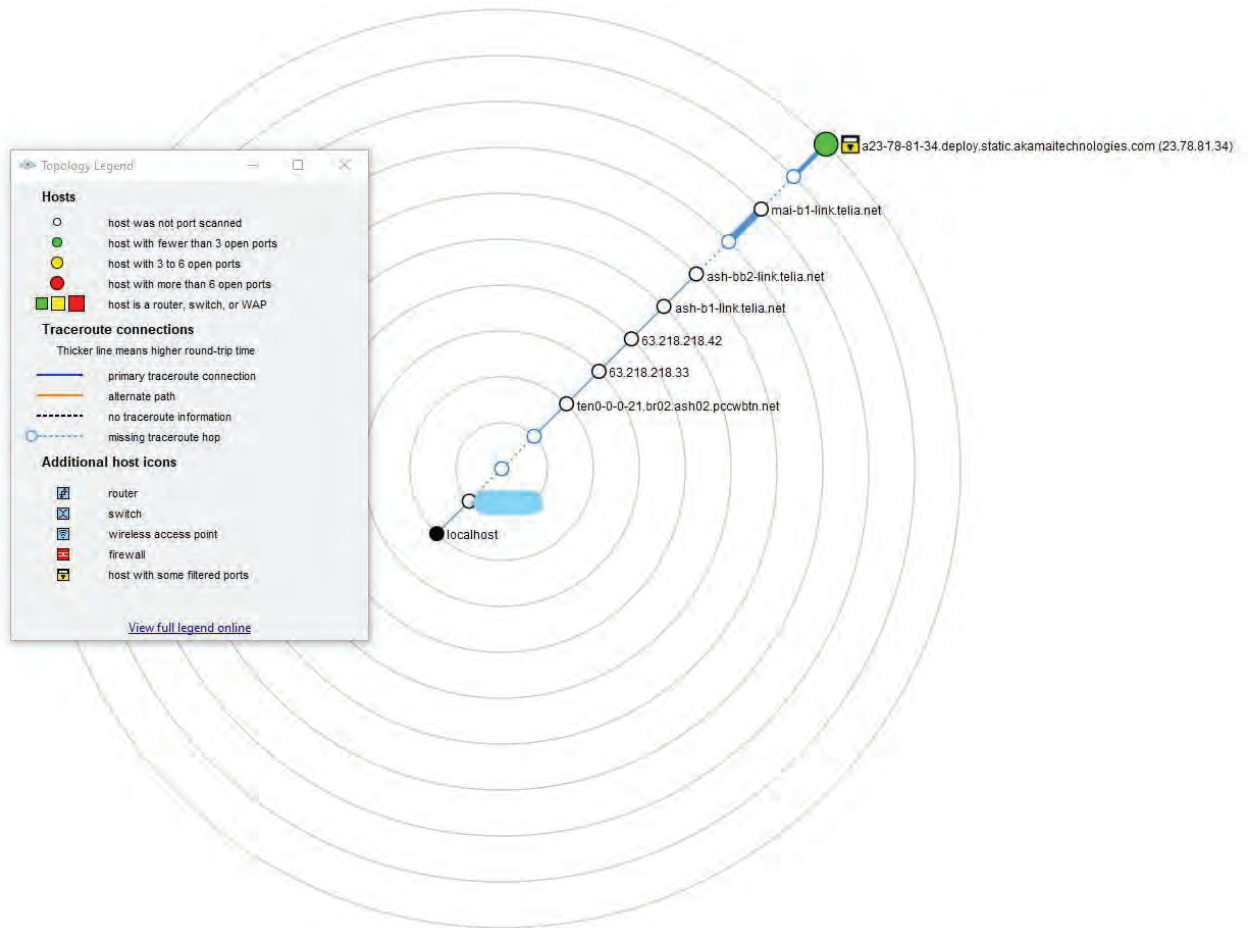 Topology Legend
Hosts
host was not port scanned
host with fewer than 3 open ports
host with 3 to 6 open ports
host with more than 6 open ports
host is a router, switch, or WAP
Traceroute connections
Thicker line means higher round-trip time
primary traceroute connection
alternate path
no traceroute information
missing traceroute hop
Additional host icons
router
switch
wireless access point
firewall
host with some filtered ports
View full legend online
a23-78-81-34.deploy.static.akamaitechnologies.com (23.78.81.34)
mai-b1-link.telia.net
ash-bb2-link.telia.net
ash-b1-link.telia.net
63.218.218.42
63.218.218.33
ten0-0-0-21.br02.ash02.pccwbtn.net
localhost